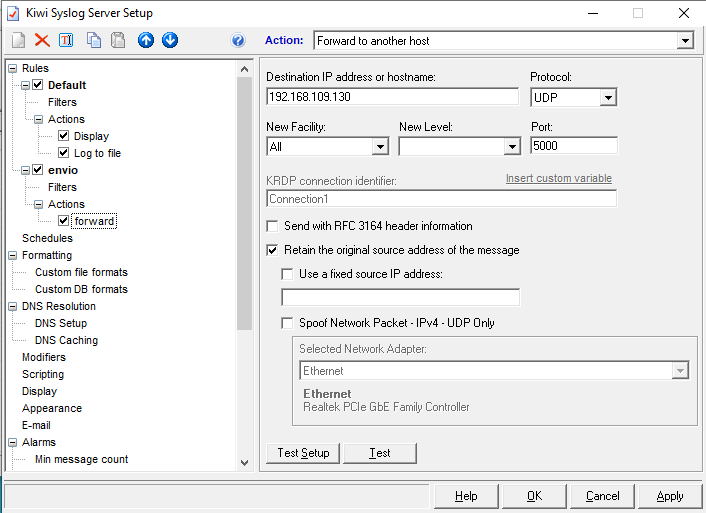 Kiwi Syslog Server Setup
Action: Forward to another host
Rules
Default
Filters
Actions
Display
Log to file
envio
Filters
Actions
forward
Schedules
Formatting
Custom file formats
Custom DB formats
DNS Resolution
DNS Setup
DNS Caching
Modifiers
Scripting
Display
Appearance
E-mail
Alarms
Min message count
Destination IP address or hostname: Protocol:
192.168.109.130 UDP
New Facility: New Level: Port:
All 5000
KRDP connection identifier: Insert custom variable
Connection1
Send with RFC 3164 header information
Retain the original source address of the message
Use a fixed source IP address:
Spoof Network Packet - IPv4 - UDP Only
Selected Network Adapter:
Ethernet
Ethernet
Realtek PCIe GbE Family Controller
Test Setup Test
Help OK Cancel Apply